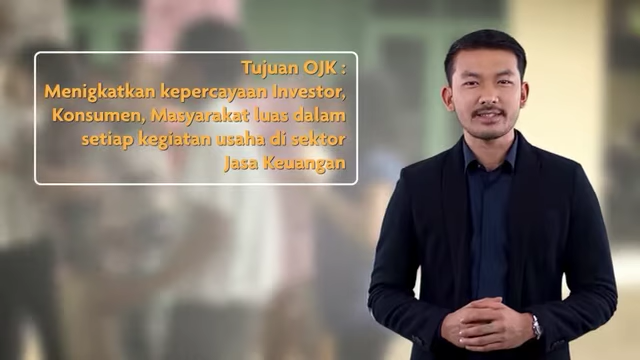 Tujuan OJK :
Menigkatkan kepercayaan Investor,
Konsumen, Masyarakat luas dalam
setiap kegiatan usaha di sektor
Jasa Keuangan